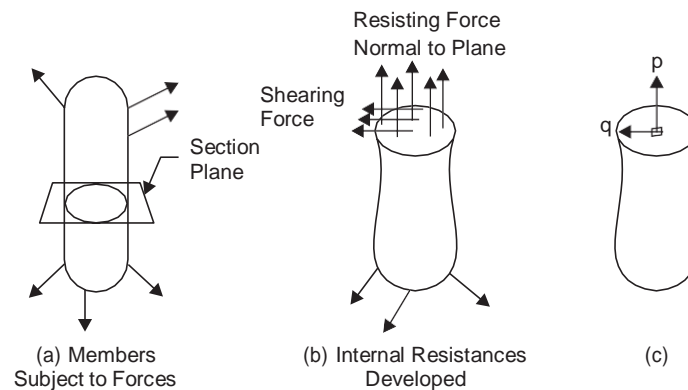 Resisting Force
Normal to Plane
Shearing
Force
p
q
Section
Plane
(a) Members
Subject to Forces
(b) Internal Resistances
Developed
(c)